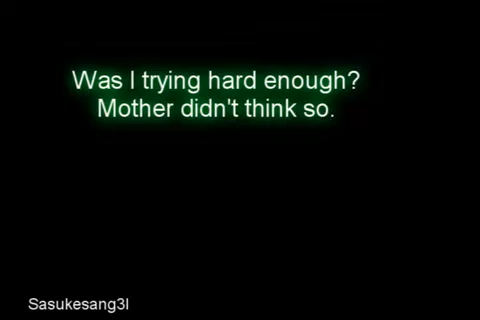 Was I trying hard enough?
Mother didn't think so.
Sasukesang3l